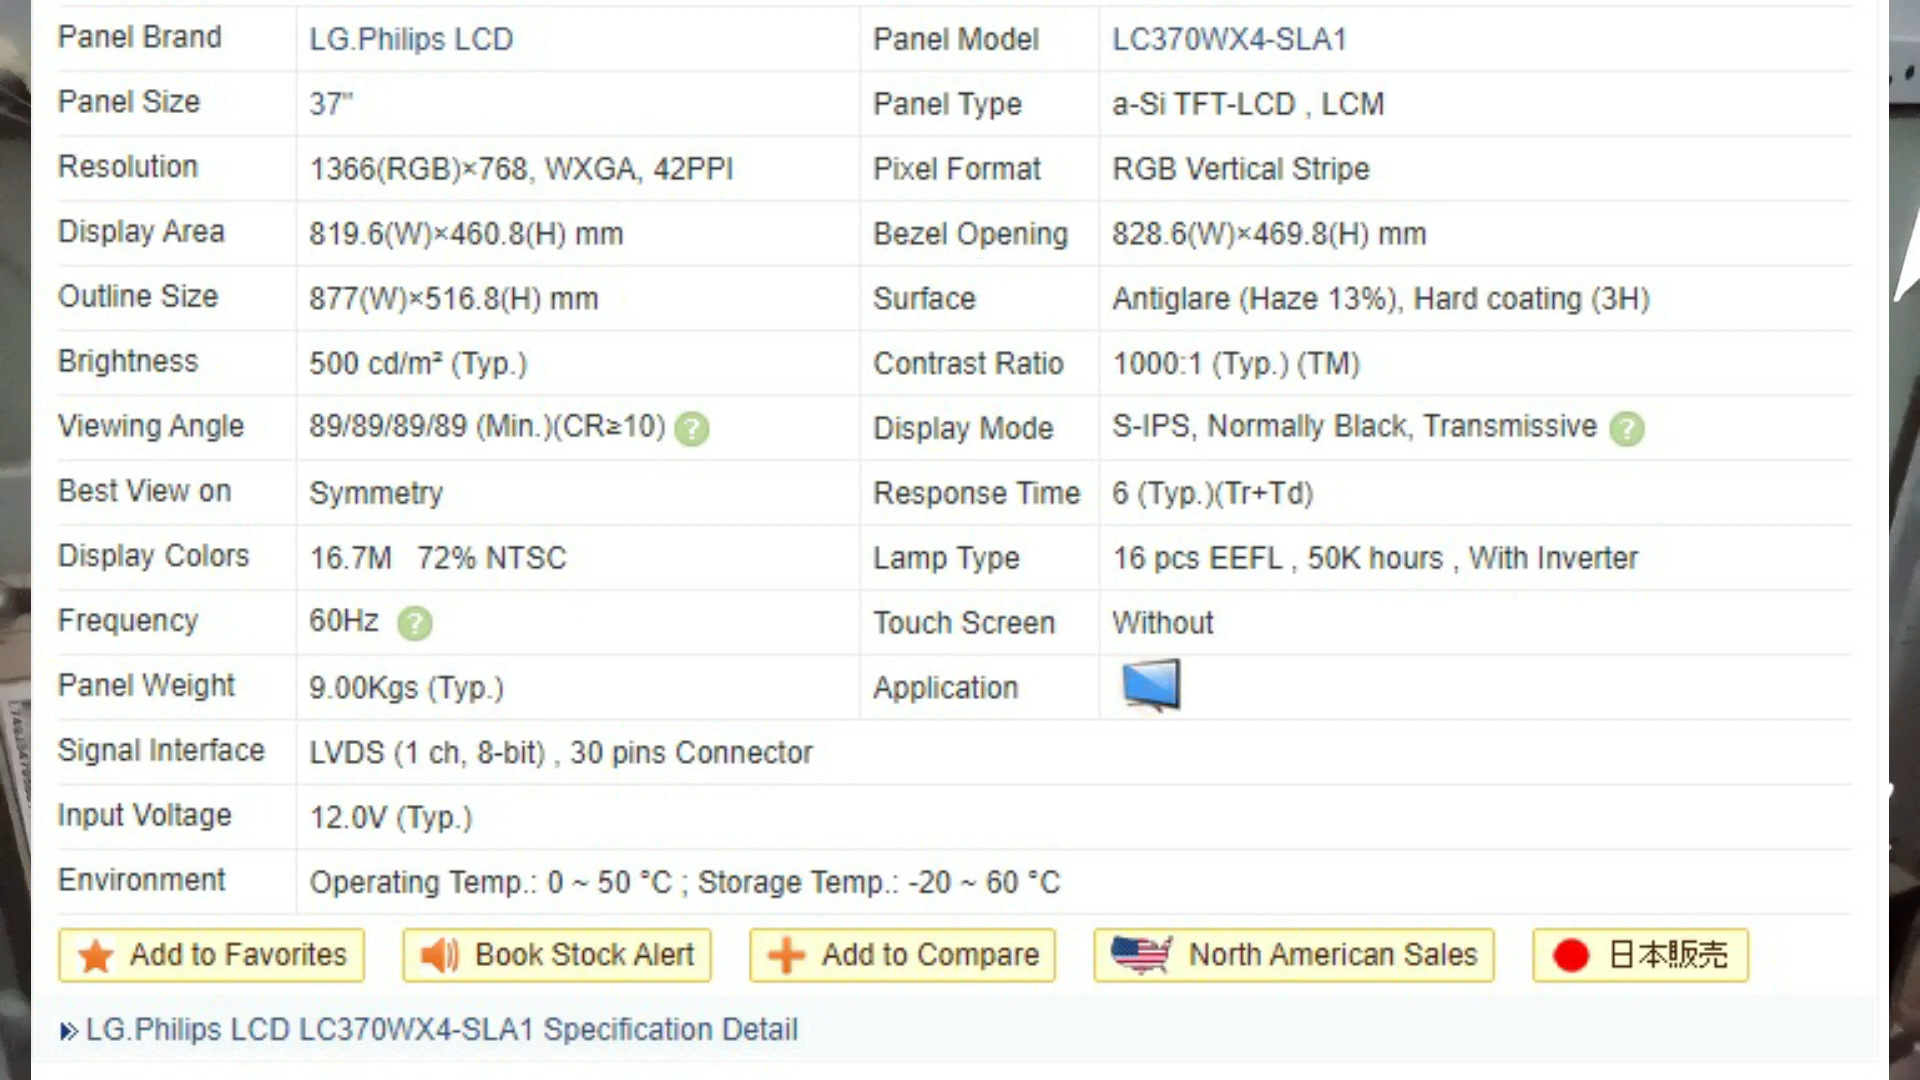 Panel Brand LG.Philips LCD Panel Model LC370WX4-SLA1
Panel Size 37" Panel Type a-Si TFT-LCD , LCM
Resolution 1366(RGB)×768, WXGA, 42PPI Pixel Format RGB Vertical Stripe
Display Area 819.6(W)×460.8(H) mm Bezel Opening 828.6(W)×469.8(H) mm
Outline Size 877(W)×516.8(H) mm Surface Antiglare (Haze 13%), Hard coating (3H)
Brightness 500 cd/m² (Typ.) Contrast Ratio 1000:1 (Typ.) (TM)
Viewing Angle 89/89/89/89 (Min.)(CR≥10) ? Display Mode S-IPS, Normally Black, Transmissive ?
Best View on Symmetry Response Time 6 (Typ.)(Tr+Td)
Display Colors 16.7M 72% NTSC Lamp Type 16 pcs EEFL , 50K hours , With Inverter
Frequency 60Hz ? Touch Screen Without
Panel Weight 9.00Kgs (Typ.) Application
Signal Interface LVDS (1 ch, 8-bit) , 30 pins Connector
Input Voltage 12.0V (Typ.)
Environment Operating Temp.: 0 ~ 50 °C ; Storage Temp.: -20 ~ 60 °C
Add to Favorites Book Stock Alert Add to Compare North American Sales 日本販売
LG.Philips LCD LC370WX4-SLA1 Specification Detail